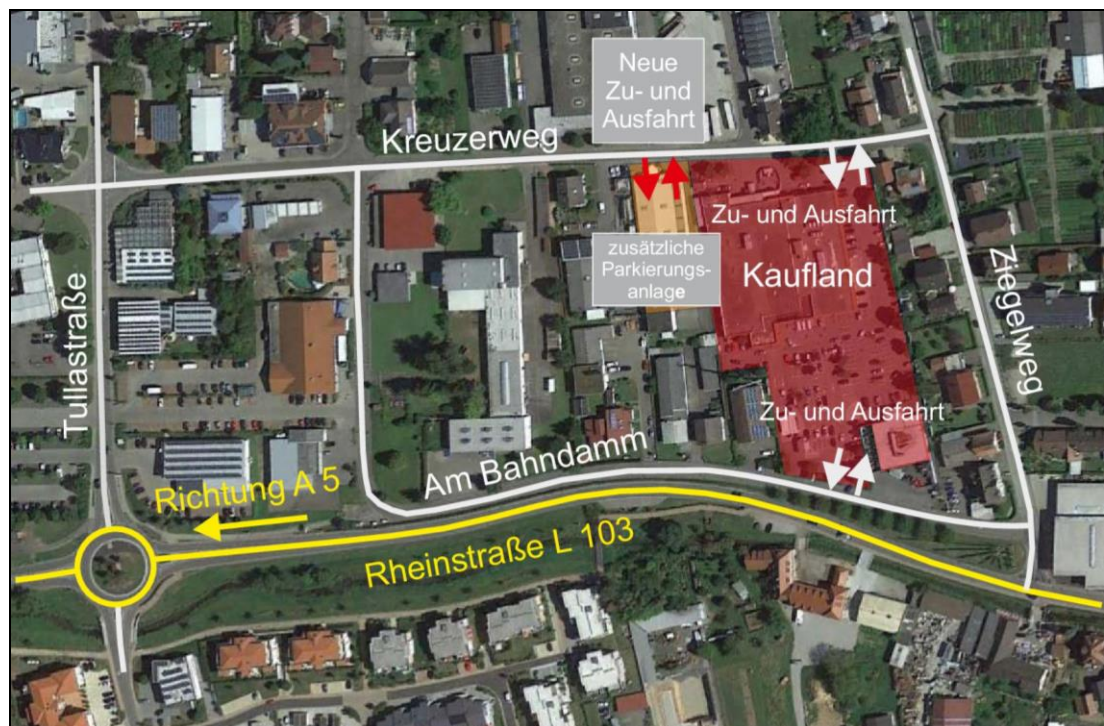 Neue
Zu- und
Ausfahrt
Kreuzerweg
Zu- und Ausfahrt
zusätzliche
Parkierungs-
anlage
Kaufland
Ziegelweg
Tullastraße
Zu- und Ausfahrt
Am Bahndamm
Richtung A 5
Rheinstraße L 103